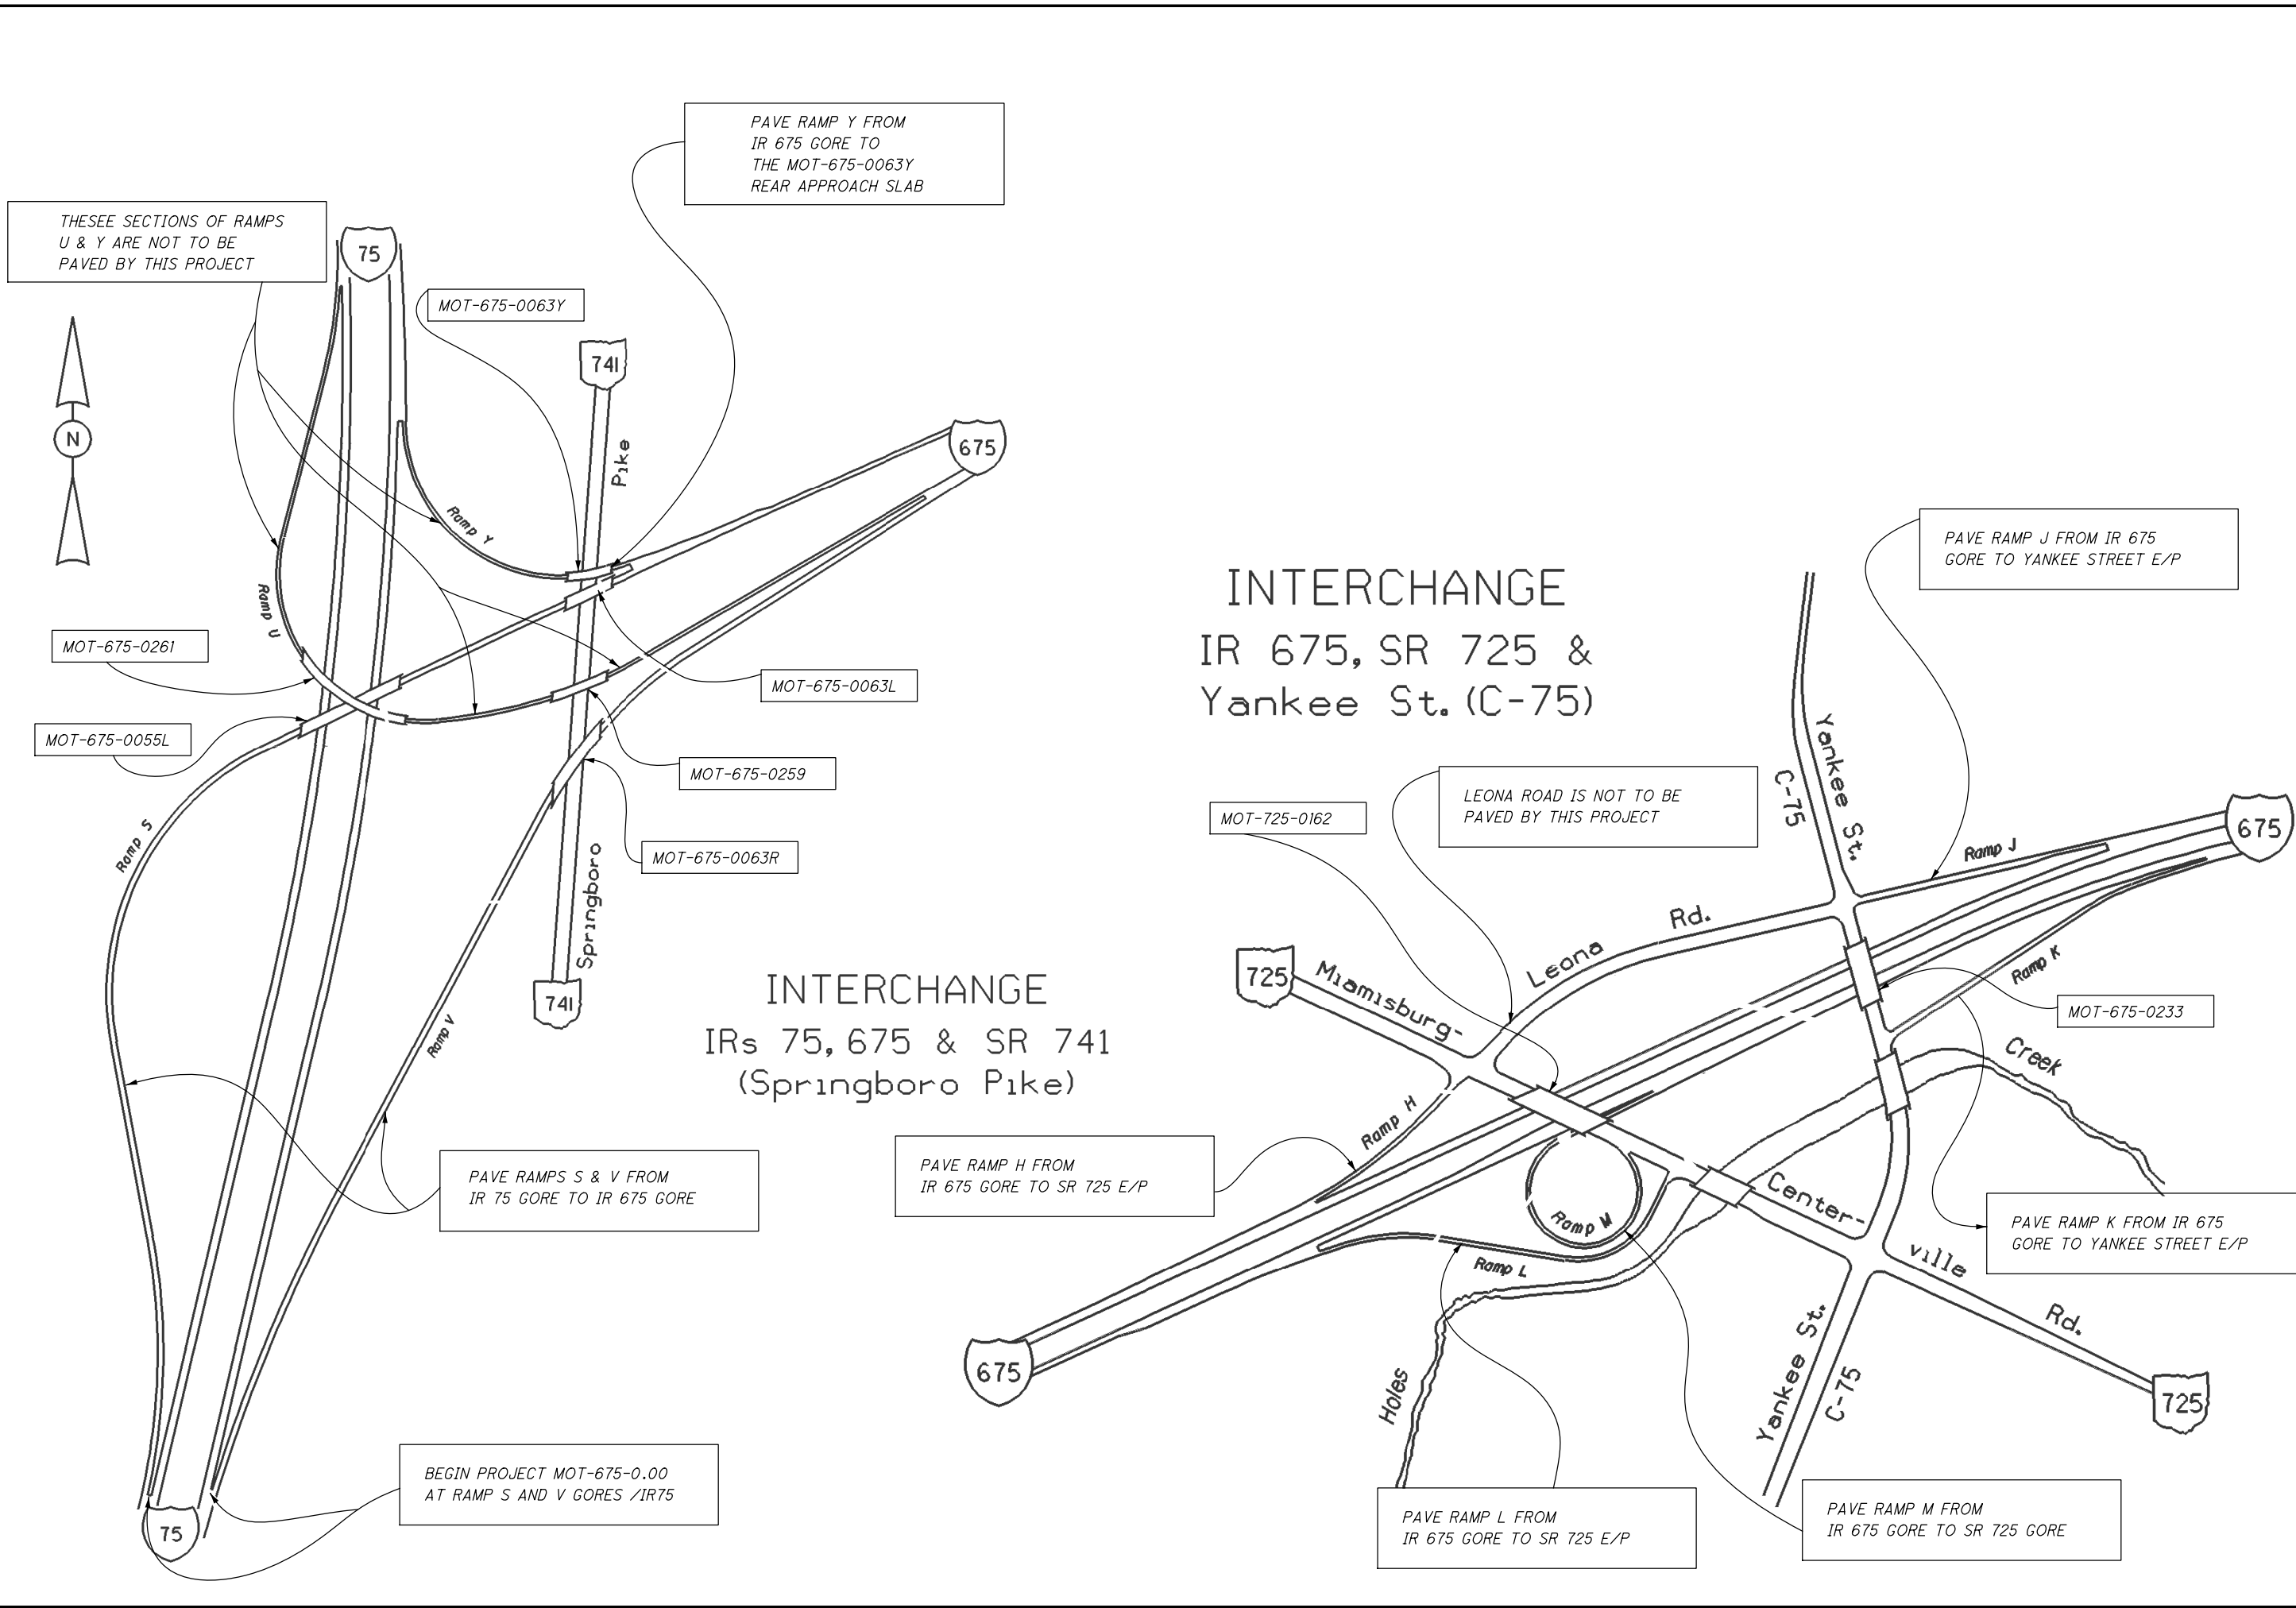 PAVE RAMP Y FROM
IR 675 GORE TO
THE MOT-675-0063Y
REAR APPROACH SLAB
THESEE SECTIONS OF RAMPS
U & Y ARE NOT TO BE
PAVED BY THIS PROJECT
75
MOT-675-0063Y
741
Pike
N
675
Ramp Y
Ramp U
MOT-675-0261
MOT-675-0063L
MOT-675-0055L
MOT-675-0259
Ramp S
MOT-675-0063R
Springboro
741
Ramp V
INTERCHANGE
IRs 75, 675 & SR 741
(Springboro Pike)
PAVE RAMPS S & V FROM
IR 75 GORE TO IR 675 GORE
BEGIN PROJECT MOT-675-0.00
AT RAMP S AND V GORES /IR75
75
INTERCHANGE
IR 675, SR 725 &
Yankee St. (C-75)
PAVE RAMP J FROM IR 675
GORE TO YANKEE STREET E/P
Yankee St.
C-75
LEONA ROAD IS NOT TO BE
PAVED BY THIS PROJECT
MOT-725-0162
675
Ramp J
Leona Rd.
725
Miamisburg-
Ramp K
MOT-675-0233
Creek
Ramp H
PAVE RAMP H FROM
IR 675 GORE TO SR 725 E/P
Ramp M
Center-
ville
Rd.
PAVE RAMP K FROM IR 675
GORE TO YANKEE STREET E/P
Ramp L
675
Holes
Yankee St.
C-75
725
PAVE RAMP L FROM
IR 675 GORE TO SR 725 E/P
PAVE RAMP M FROM
IR 675 GORE TO SR 725 GORE